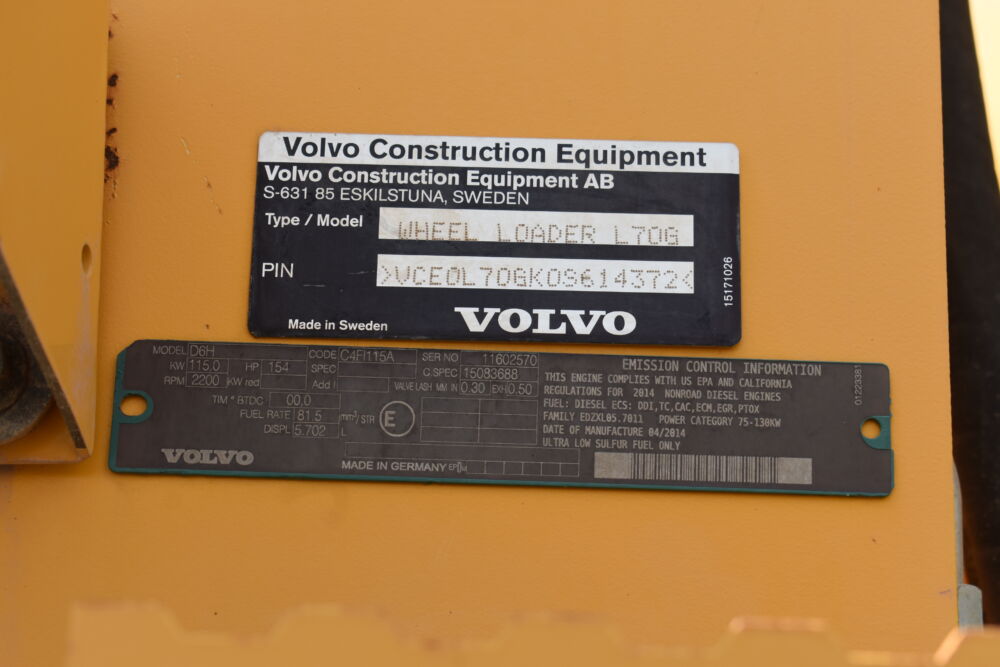 Volvo Construction Equipment
Volvo Construction Equipment AB
S-631 85 ESKILSTUNA, SWEDEN
Type / Model WHEEL LOADER L70G
PIN >VCE0L70GK0S614372<
15171026
Made in Sweden VOLVO
MODEL D6H CODE C4FI115A SER NO 11602570
KW 115.0 HP 154 SPEC C.SPEC 15083688
RPM 2200 KW red Add ! VALVE LASH MM IN 0.30 EXH 0.50
TIM ° BTDC 00.0
FUEL RATE 81.5 mm³/STR E
DISPL 5.702 L
VOLVO MADE IN GERMANY
EMISSION CONTROL INFORMATION
THIS ENGINE COMPLIES WITH US EPA AND CALIFORNIA
REGULATIONS FOR 2014 NONROAD DIESEL ENGINES
FUEL: DIESEL ECS: DDI,TC,CAC,ECM,EGR,PTOX
FAMILY EDZXL05.7011 POWER CATEGORY 75-130KW
DATE OF MANUFACTURE 04/2014
ULTRA LOW SULFUR FUEL ONLY
01223381